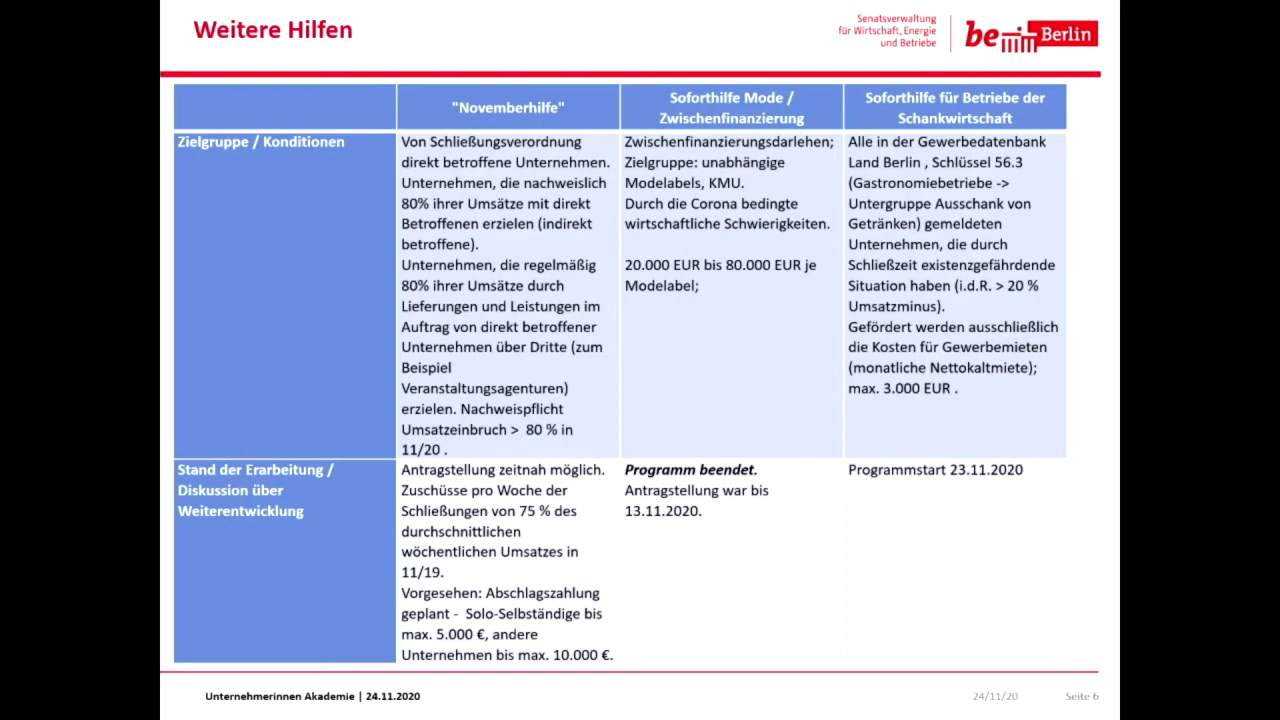 Weitere Hilfen
Senatsverwaltung
für Wirtschaft, Energie
und Betriebe
be Berlin
"Novemberhilfe"
Soforthilfe Mode /
Zwischenfinanzierung
Soforthilfe für Betriebe der
Schankwirtschaft
Zielgruppe / Konditionen
Von Schließungsverordnung
direkt betroffene Unternehmen.
Unternehmen, die nachweislich
80% ihrer Umsätze mit direkt
Betroffenen erzielen (indirekt
betroffene).
Unternehmen, die regelmäßig
80% ihrer Umsätze durch
Lieferungen und Leistungen im
Auftrag von direkt betroffener
Unternehmen über Dritte (zum
Beispiel
Veranstaltungsagenturen)
erzielen. Nachweispflicht
Umsatzeinbruch > 80 % in
11/20 .
Zwischenfinanzierungsdarlehen;
Zielgruppe: unabhängige
Modelabels, KMU.
Durch die Corona bedingte
wirtschaftliche Schwierigkeiten.
20.000 EUR bis 80.000 EUR je
Modelabel;
Alle in der Gewerbedatenbank
Land Berlin , Schlüssel 56.3
(Gastronomiebetriebe ->
Untergruppe Ausschank von
Getränken) gemeldeten
Unternehmen, die durch
Schließzeit existenzgefährdende
Situation haben (i.d.R. > 20 %
Umsatzminus).
Gefördert werden ausschließlich
die Kosten für Gewerbemieten
(monatliche Nettokaltmiete);
max. 3.000 EUR .
Stand der Erarbeitung /
Diskussion über
Weiterentwicklung
Antragstellung zeitnah möglich.
Zuschüsse pro Woche der
Schließungen von 75 % des
durchschnittlichen
wöchentlichen Umsatzes in
11/19.
Vorgesehen: Abschlagszahlung
geplant - Solo-Selbständige bis
max. 5.000 €, andere
Unternehmen bis max. 10.000 €.
Programm beendet.
Antragstellung war bis
13.11.2020.
Programmstart 23.11.2020
Unternehmerinnen Akademie | 24.11.2020
24/11/20
Seite 6